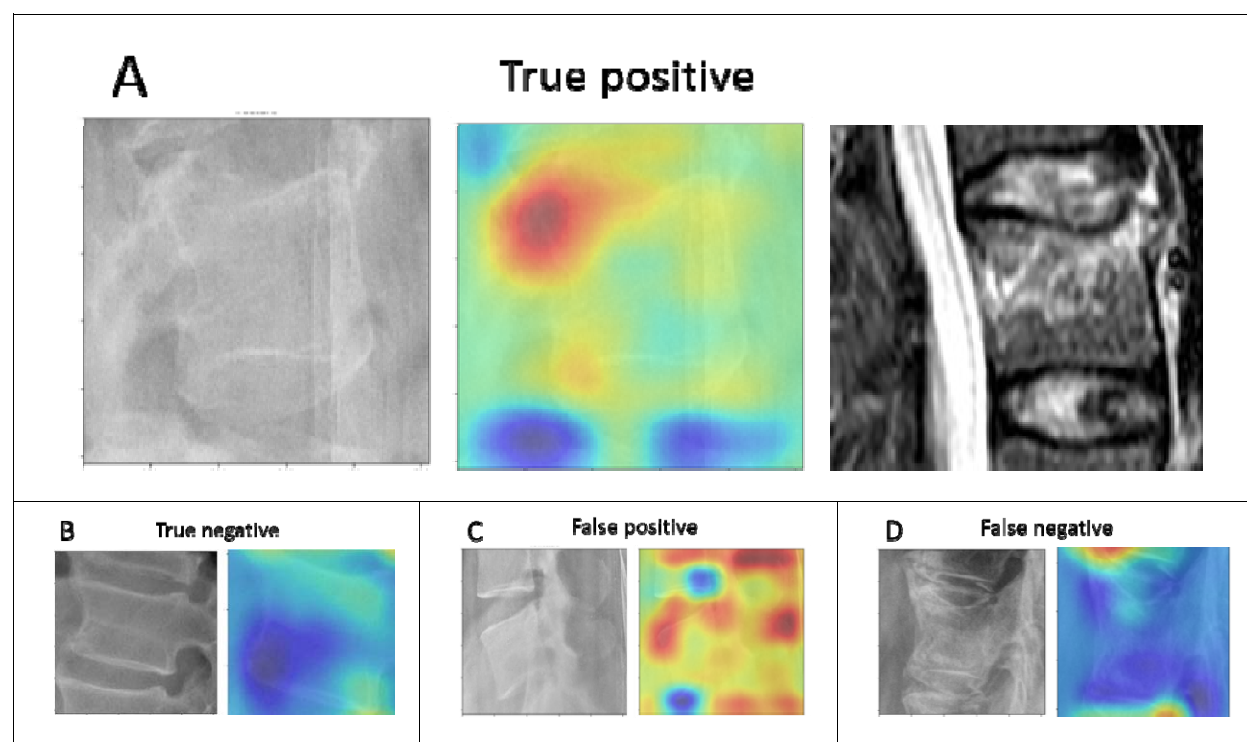 A
True positive
B
True negative
C
False positive
D
False negative